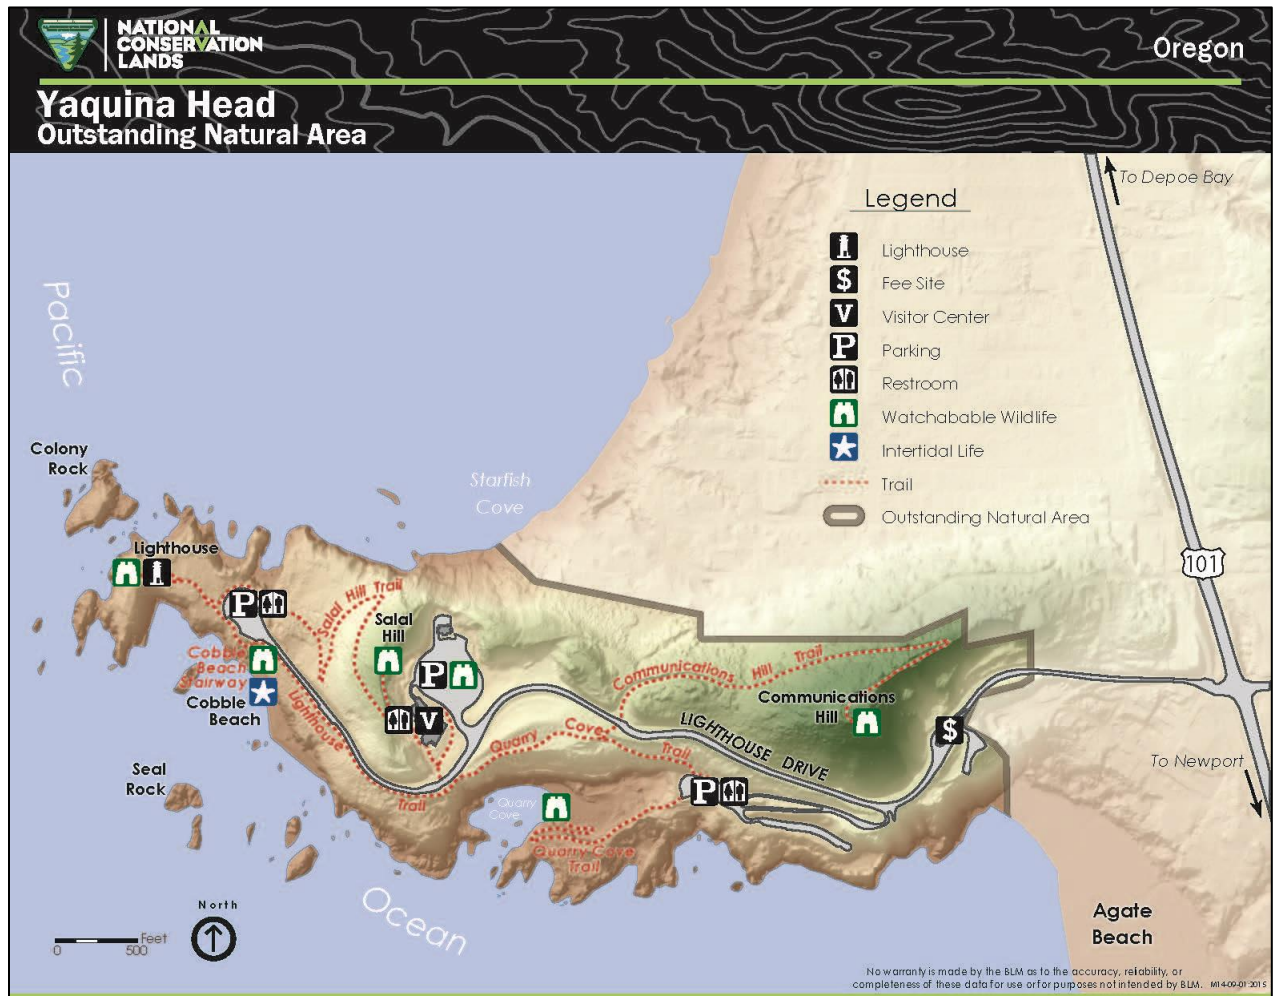 NATIONAL
CONSERVATION
LANDS
Oregon
Yaquina Head
Outstanding Natural Area
To Depoe Bay
Legend
Lighthouse
$ Fee Site
V Visitor Center
P Parking
Restroom
Watchabable Wildlife
Intertidal Life
Trail
Outstanding Natural Area
Pacific
Colony
Rock
Starfish
Cove
Lighthouse
101
P
Salal Hill Trail
Salal
Hill
Cobble
Beach
Stairway
Cobble
Beach
Lighthouse
Trail
P
V
Communications Hill Trail
Communications
Hill
LIGHTHOUSE DRIVE
$
Quarry Cove Trail
To Newport
Seal
Rock
Quarry
Cove
P
Quarry Cove
Trail
Ocean
North
Feet
0 500
Agate
Beach
No warranty is made by the BLM as to the accuracy, reliability, or
completeness of these data for use or for purposes not intended by BLM. M14-09-01:2015